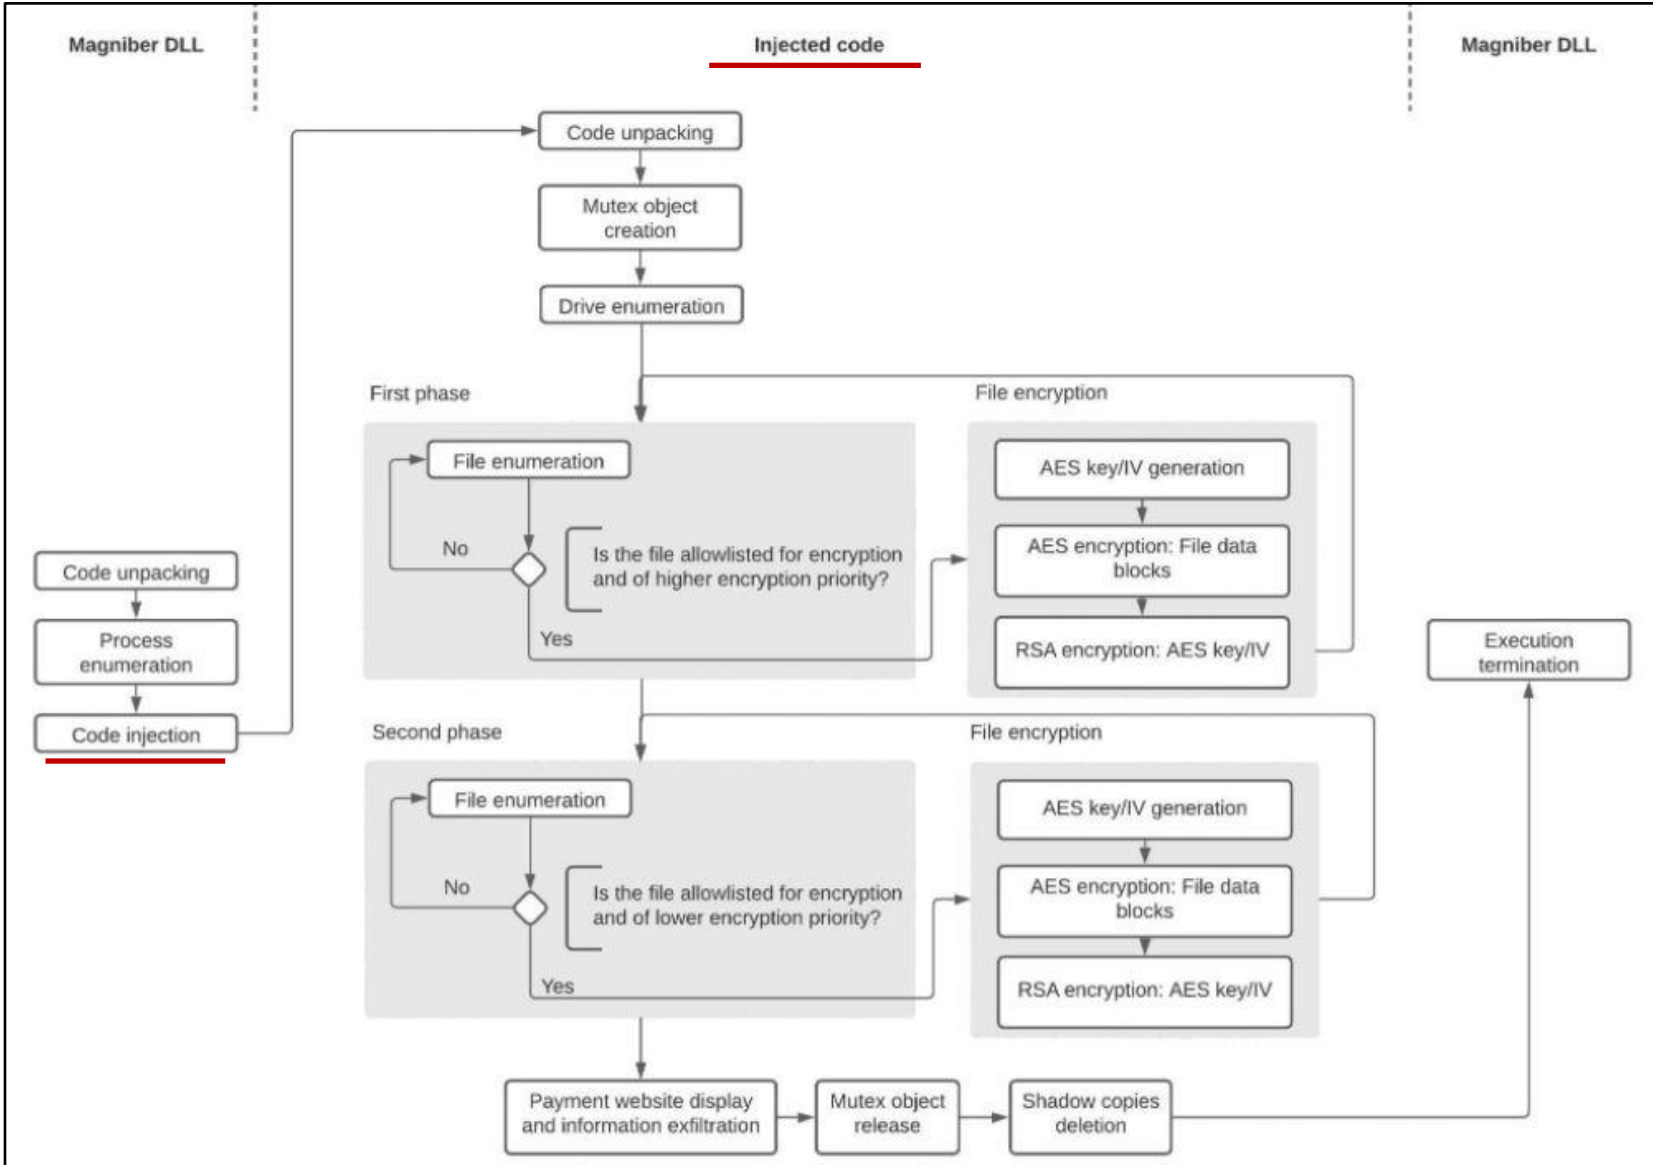 Magniber DLL
Injected code
Magniber DLL
Code unpacking
Process
enumeration
Code injection
Code unpacking
Mutex object
creation
Drive enumeration
First phase
File enumeration
No
Is the file allowlisted for encryption
and of higher encryption priority?
Yes
File encryption
AES key/IV generation
AES encryption: File data
blocks
RSA encryption: AES key/IV
Second phase
File enumeration
No
Is the file allowlisted for encryption
and of lower encryption priority?
Yes
File encryption
AES key/IV generation
AES encryption: File data
blocks
RSA encryption: AES key/IV
Payment website display
and information exfiltration
Mutex object
release
Shadow copies
deletion
Execution
termination